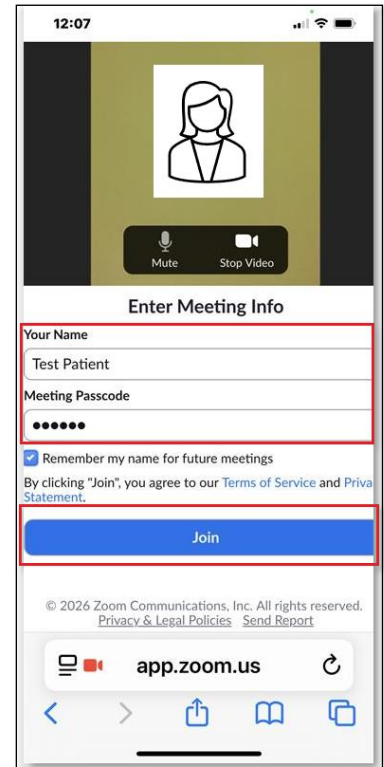 12:07
Mute Stop Video
Enter Meeting Info
Your Name
Test Patient
Meeting Passcode
●●●●●●
Remember my name for future meetings
By clicking "Join", you agree to our Terms of Service and Priva
Statement.
Join
© 2026 Zoom Communications, Inc. All rights reserved.
Privacy & Legal Policies Send Report
app.zoom.us